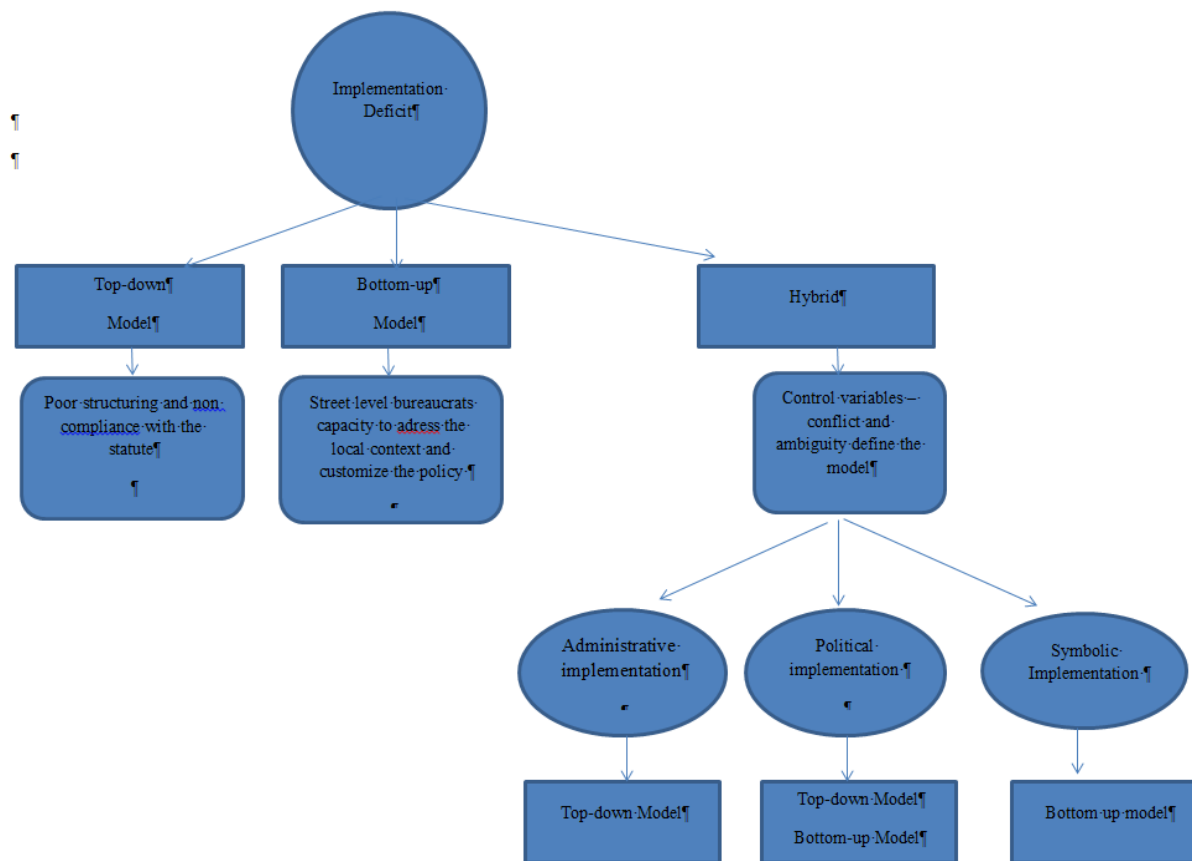 Implementation·
Deficit¶
¶
¶
Top-down¶
Model¶
Bottom-up¶
Model¶
Hybrid¶
Poor·structuring·and·non·
compliance·with·the·
statute¶
¶
Street·level·bureaucrats·
capacity·to·adress·the·
local·context·and·
customize·the·policy·¶
¶
Control·variables·–·
conflict·and·
ambiguity·define·the·
model¶
Administrative·
implementation¶
¶
Political·
implementation·¶
¶
Symbolic·
Implementation·¶
Top-down·Model¶
Top-down·Model¶
Bottom-up·Model¶
Bottom·up·model¶